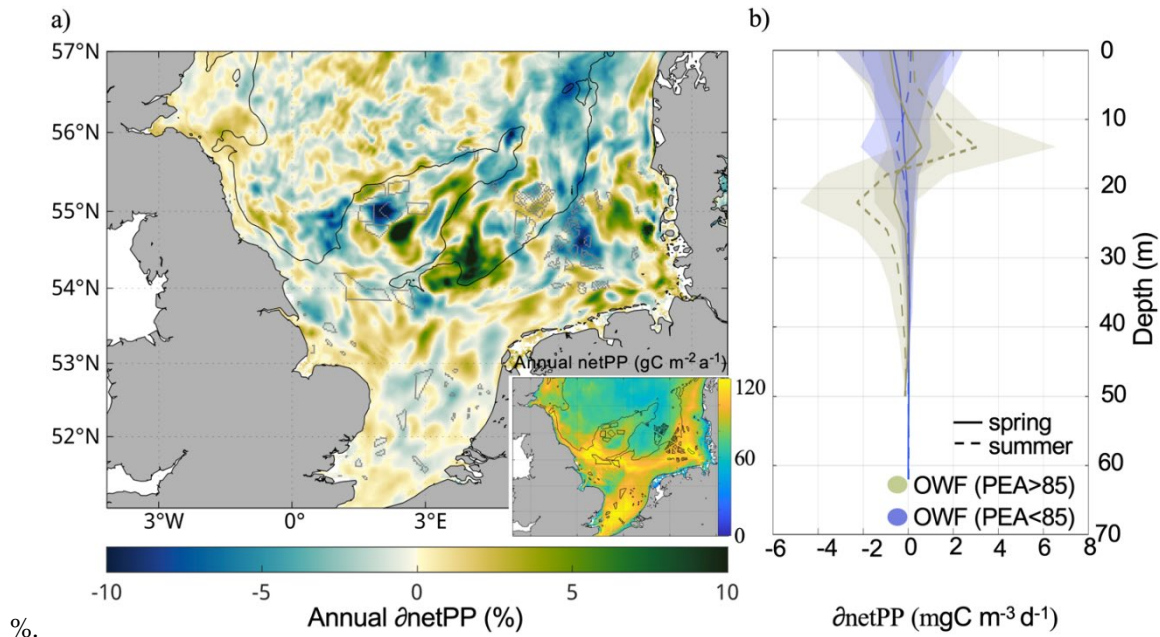 a)
57°N
56°N
55°N
54°N
53°N
52°N
3°W
0°
3°E
Annual netPP (gC m⁻² a⁻¹)
120
60
0
-10
-5
0
5
10
Annual ∂netPP (%)
%.
b)
0
10
20
30
40
50
60
70
Depth (m)
spring
summer
OWF (PEA>85)
OWF (PEA<85)
-6
-4
-2
0
2
4
6
8
∂netPP (mgC m⁻³ d⁻¹)